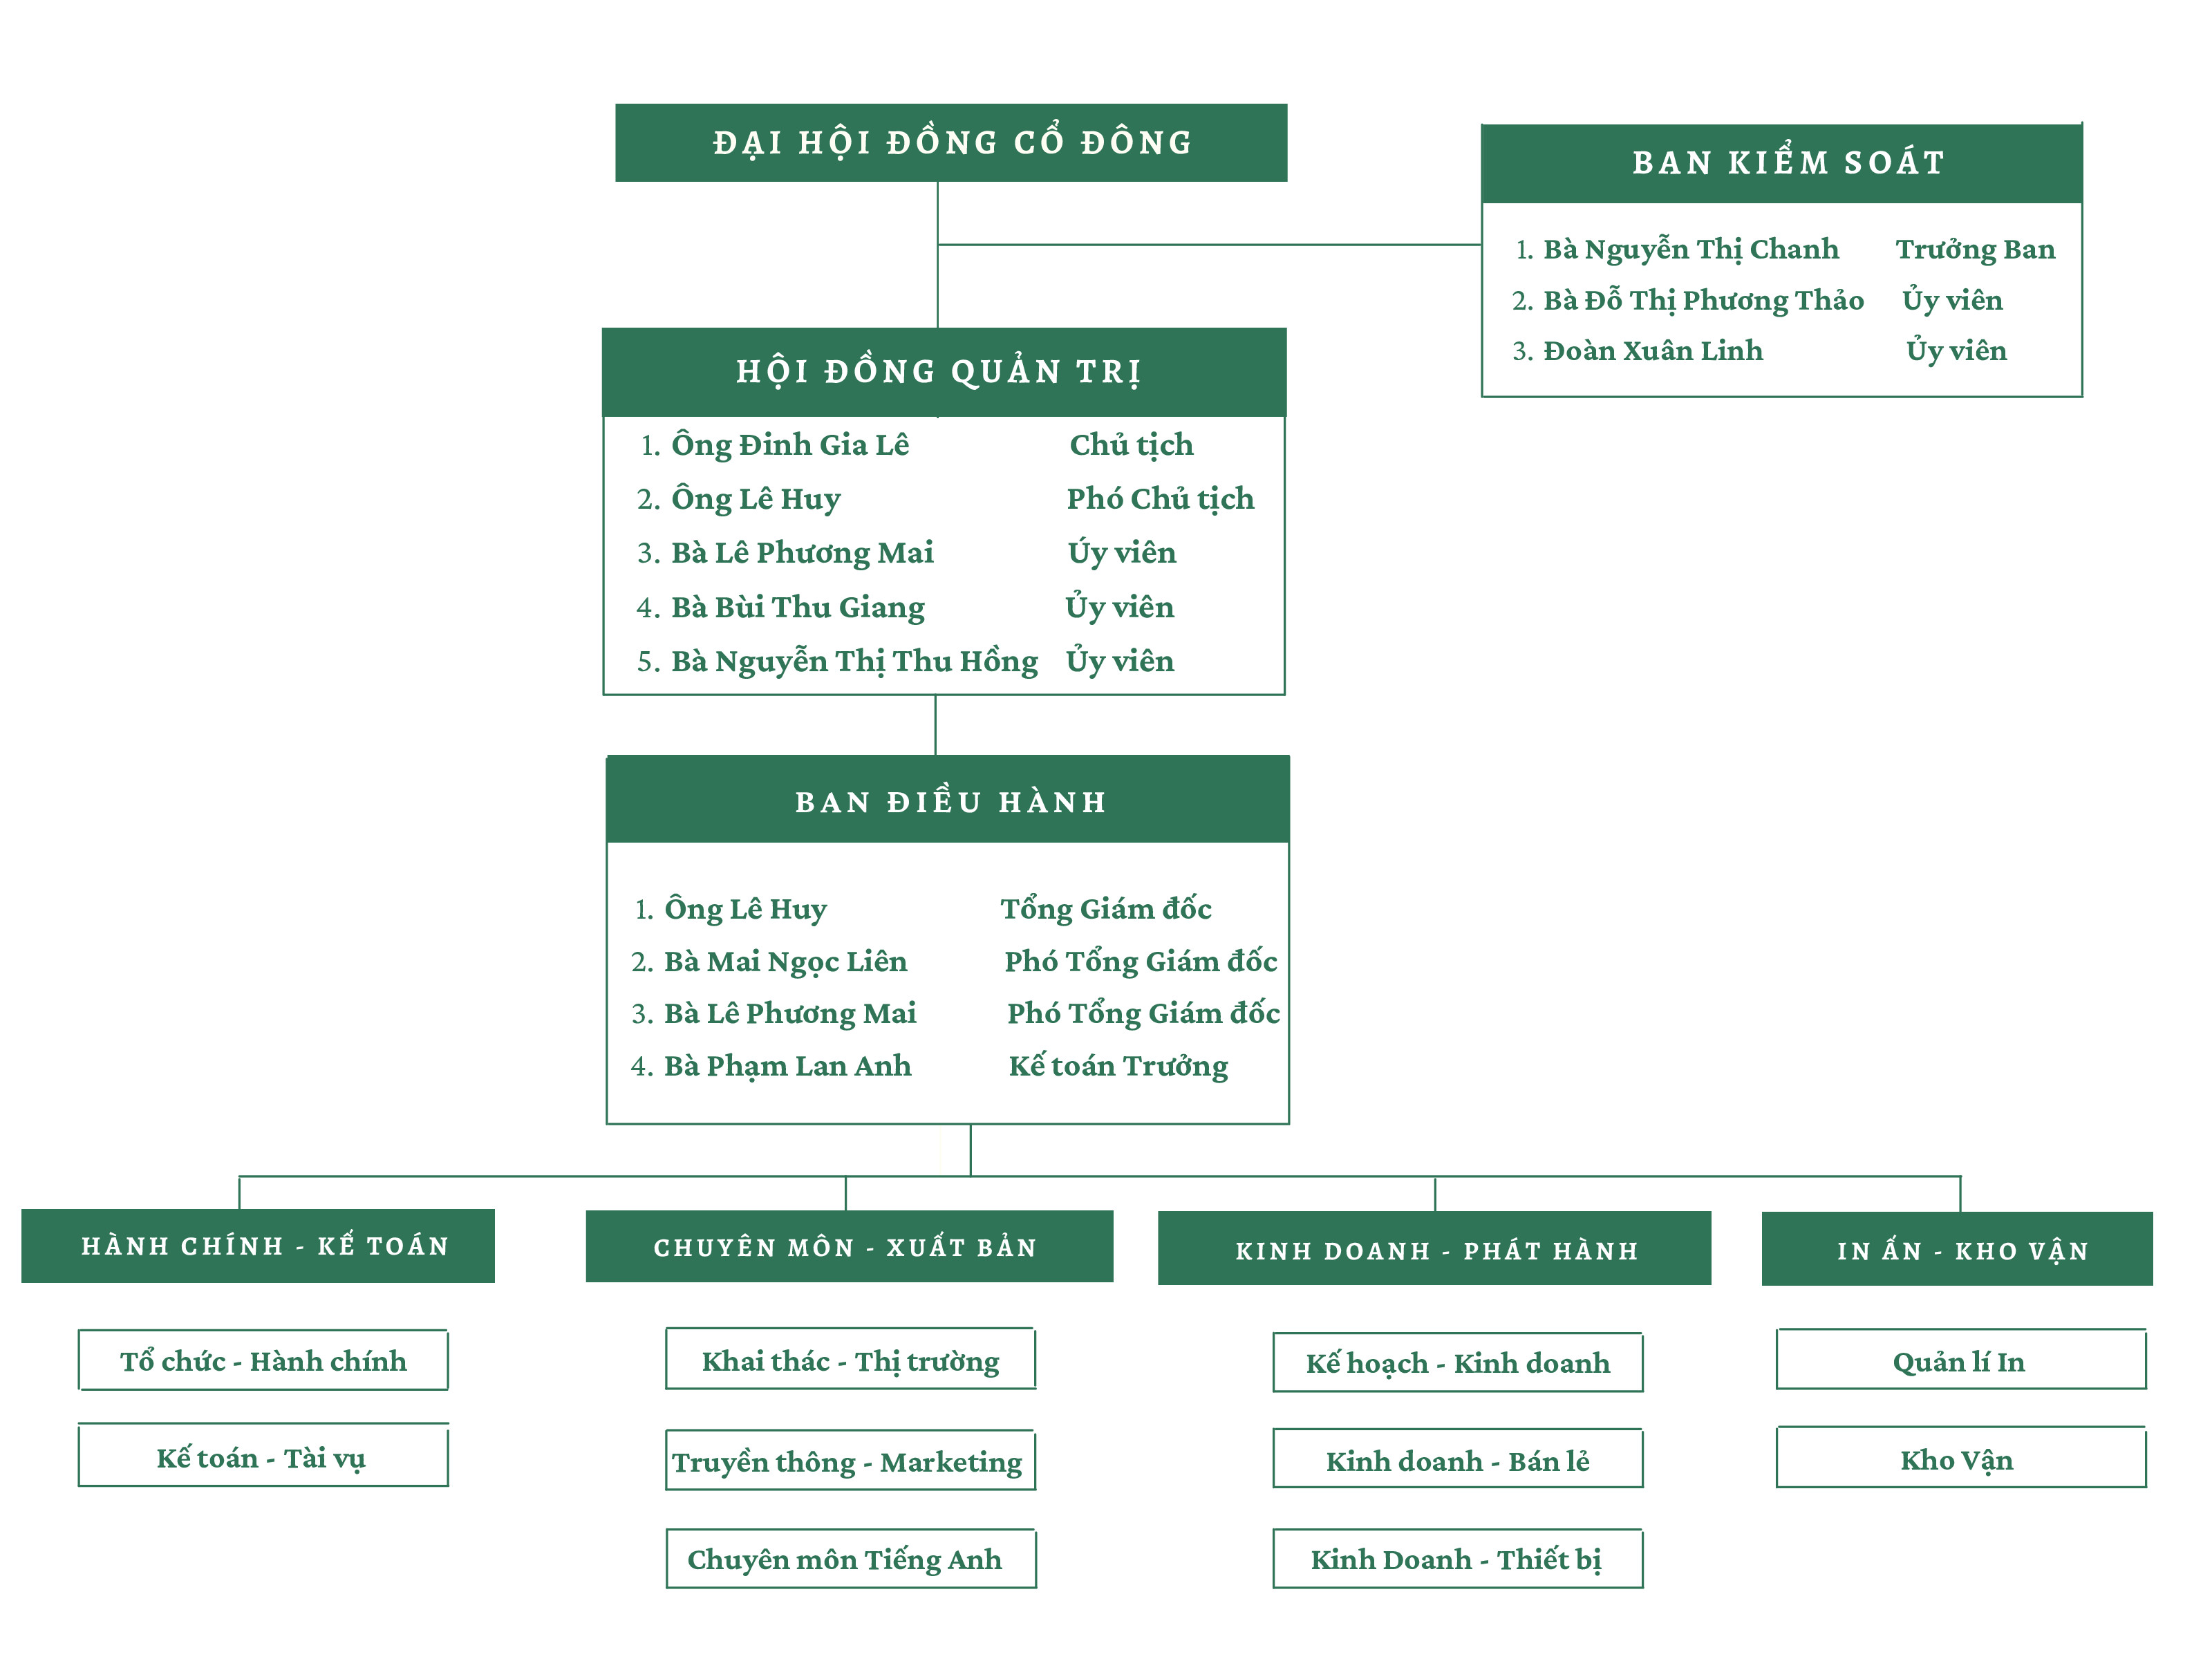 ĐẠI HỘI ĐỒNG CỔ ĐÔNG
BAN KIỂM SOÁT
1. Bà Nguyễn Thị Chanh Trưởng Ban
2. Bà Đỗ Thị Phương Thảo Ủy viên
3. Đoàn Xuân Linh Ủy viên
HỘI ĐỒNG QUẢN TRỊ
1. Ông Đinh Gia Lê Chủ tịch
2. Ông Lê Huy Phó Chủ tịch
3. Bà Lê Phương Mai Úy viên
4. Bà Bùi Thu Giang Ủy viên
5. Bà Nguyễn Thị Thu Hồng Ủy viên
BAN ĐIỀU HÀNH
1. Ông Lê Huy Tổng Giám đốc
2. Bà Mai Ngọc Liên Phó Tổng Giám đốc
3. Bà Lê Phương Mai Phó Tổng Giám đốc
4. Bà Phạm Lan Anh Kế toán Trưởng
HÀNH CHÍNH - KẾ TOÁN
Tổ chức - Hành chính
Kế toán - Tài vụ
CHUYÊN MÔN - XUẤT BẢN
Khai thác - Thị trường
Truyền thông - Marketing
Chuyên môn Tiếng Anh
KINH DOANH - PHÁT HÀNH
Kế hoạch - Kinh doanh
Kinh doanh - Bán lẻ
Kinh Doanh - Thiết bị
IN ẤN - KHO VẬN
Quản lí In
Kho Vận